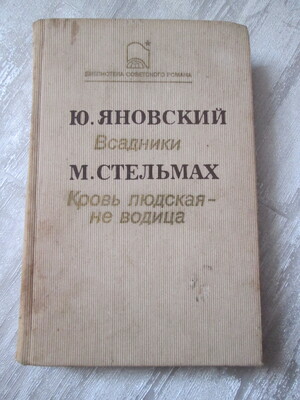 БИБЛИОТЕКА СОВЕТСКОГО РОМАНА
Ю. ЯНОВСКИЙ
Всадники
М. СТЕЛЬМАХ
Кровь людская –
не водица